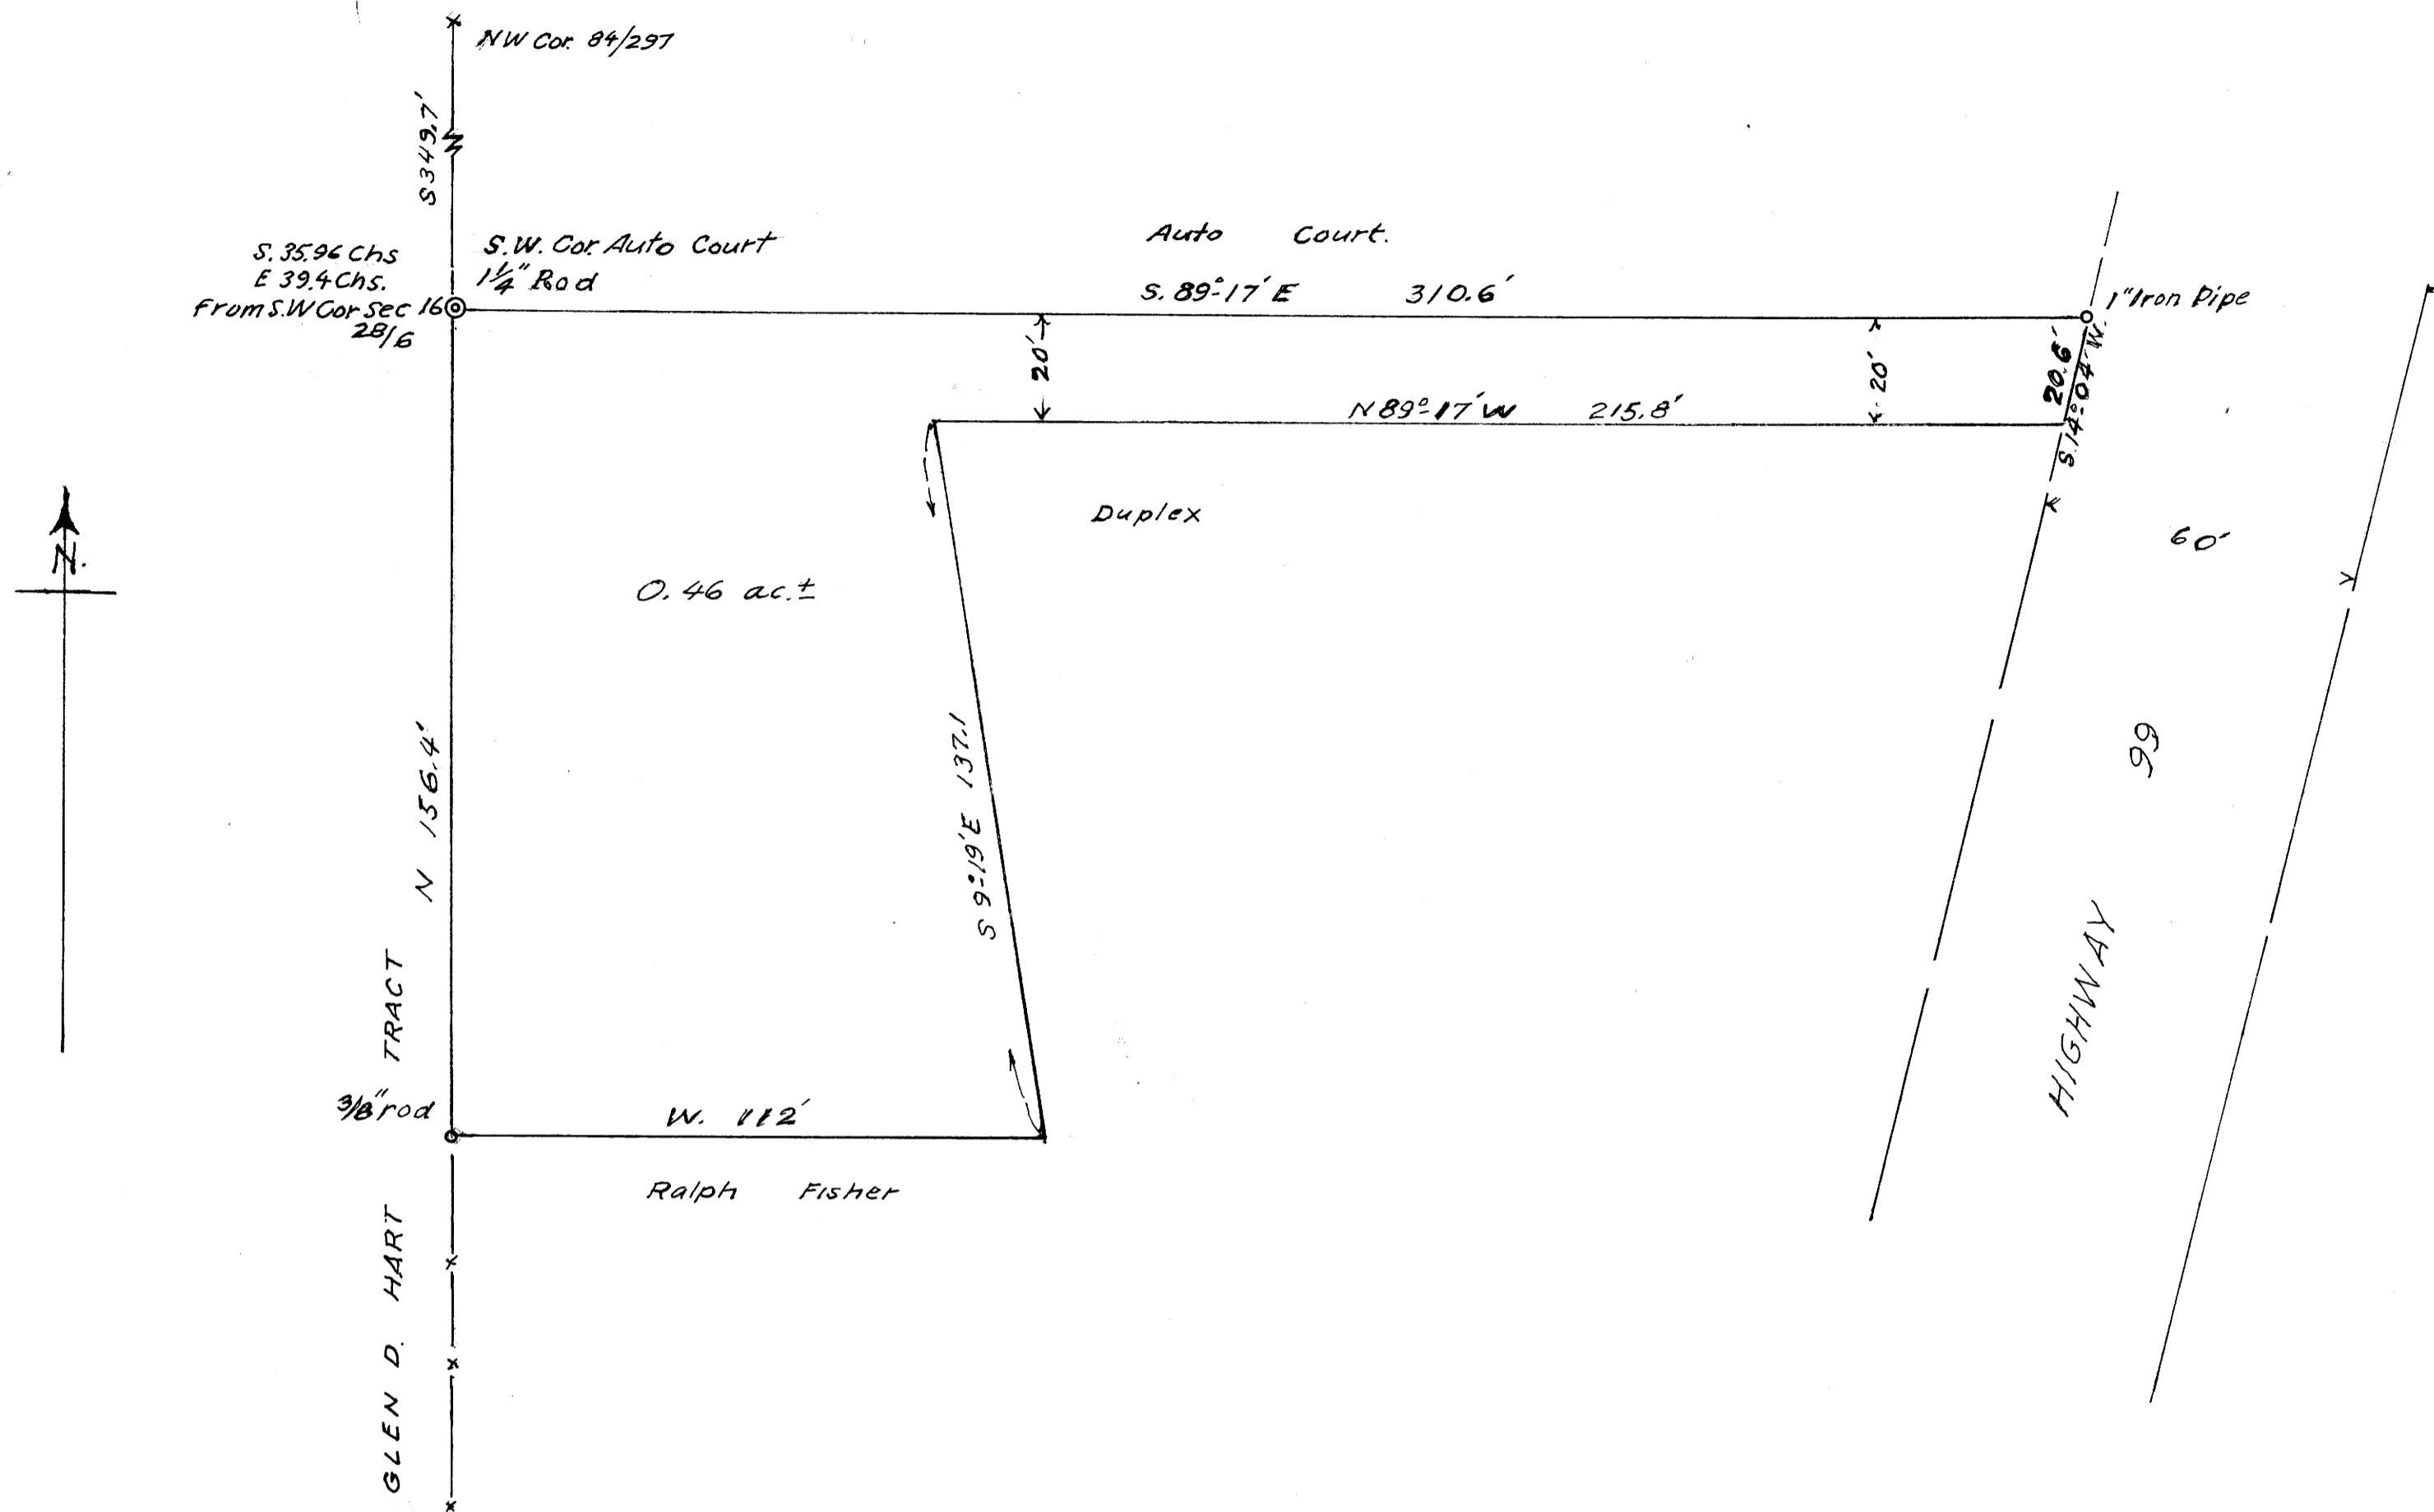 NW Cor. 84/297
S 349.7'
S. 35.96 Chs
E 39.4 Chs.
From S.W Cor Sec 16
28/6
S.W. Cor. Auto Court
1¼" Rod
Auto Court.
S. 89°-17' E 310.6'
1" Iron Pipe
20'
20'
20.6'
S. 14°-04' W.
N 89°-17' W 215.8'
Duplex
60'
N.
0.46 ac. ±
N 156.4'
S 9°-19' E 137.1
99
HIGHWAY
3/8" rod
W. 112'
Ralph Fisher
GLEN D. HART TRACT